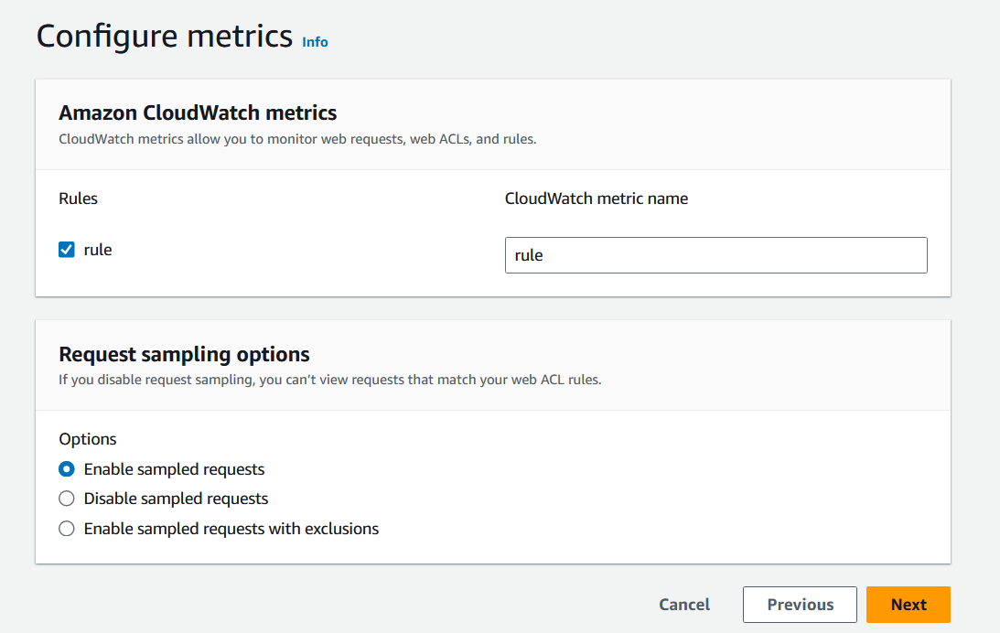 Configure metrics Info
Amazon CloudWatch metrics
CloudWatch metrics allow you to monitor web requests, web ACLs, and rules.
Rules
CloudWatch metric name
rule
rule
Request sampling options
If you disable request sampling, you can't view requests that match your web ACL rules.
Options
Enable sampled requests
Disable sampled requests
Enable sampled requests with exclusions
Cancel
Previous
Next